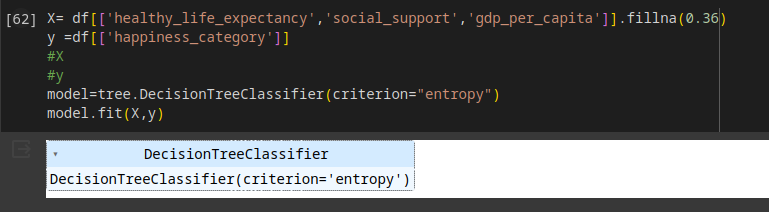 [62] X= df[['healthy_life_expectancy','social_support','gdp_per_capita']].fillna(0.36)
y =df[['happiness_category']]
#X
#y
model=tree.DecisionTreeClassifier(criterion="entropy")
model.fit(X,y)
▾ DecisionTreeClassifier
DecisionTreeClassifier(criterion='entropy')